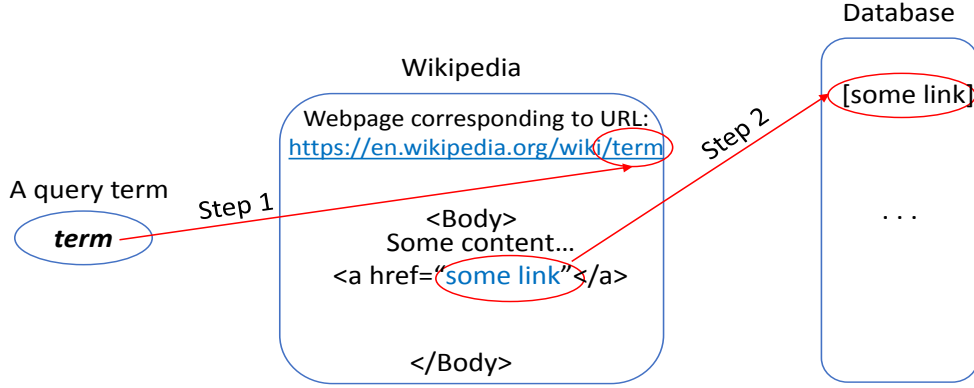 Database
Wikipedia
[some link]
Webpage corresponding to URL:
https://en.wikipedia.org/wiki/term
Step 2
A query term
Step 1
term
<Body>
Some content...
<a href=“some link”</a>
. . .
</Body>